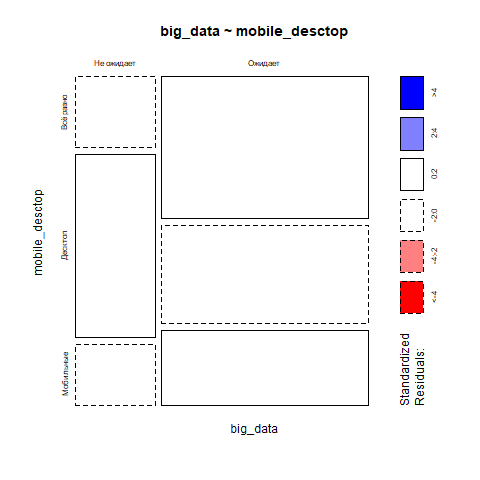 big_data ~ mobile_desctop
Не ожидает
Ожидает
Всё равно
Десктоп
Мобильные
mobile_desctop
big_data
>4
2:4
0:2
-2:0
-4:-2
<-4
Standardized
Residuals: